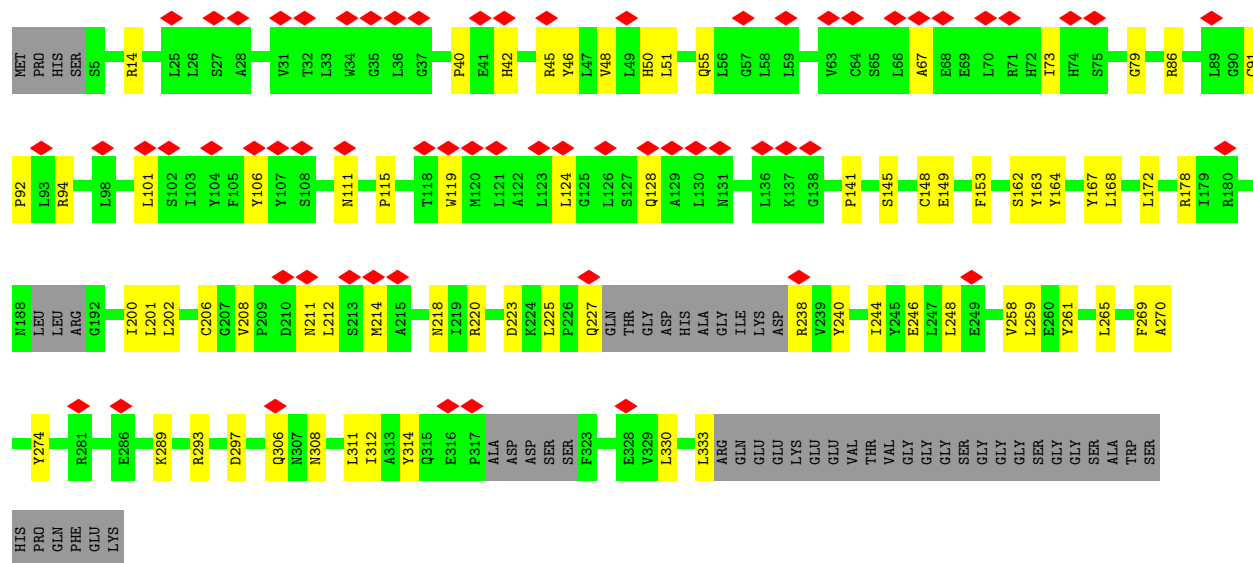 MET PRO HIS SER S5 R14 L25 L26 S27 A28 V31 T32 L33 W34 G35 L36 G37 P40 E41 H42 R45 Y46 L47 V48 L49 H50 L51 Q55 L56 G57 L58 L59 V63 C64 S65 L66 A67 E68 E69 L70 R71 H72 I73 H74 S75 G79 R86 L89 G90 C91
P92 L93 R94 L98 L101 S102 I103 Y104 F105 Y106 Y107 S108 N111 P115 T118 W119 M120 L121 A122 L123 L124 G125 L126 S127 Q128 A129 L130 N131 L136 K137 G138 P141 S145 C148 E149 F153 S162 Y163 Y164 Y167 L168 L172 R178 I179 R180
N188 LEU LEU ARG G192 I200 L201 L202 C206 G207 V208 P209 D210 N211 L212 S213 M214 A215 N218 I219 R220 D223 K224 L225 P226 Q227 GLN THR GLY ASP HIS ALA GLY ILE LYS ASP R238 V239 Y240 I244 Y245 E246 L247 L248 E249 V258 L259 E260 Y261 L265 F269 A270
Y274 R281 E286 K289 R293 D297 Q306 N307 N308 L311 I312 A313 Y314 Q315 E316 P317 ALA ASP ASP SER SER F323 E328 V329 L330 L333 ARG GLN GLU GLU LYS GLU GLU VAL THR VAL GLY GLY GLY SER GLY GLY GLY GLY SER GLY GLY SER ALA TRP SER
HIS PRO GLN PHE GLU LYS